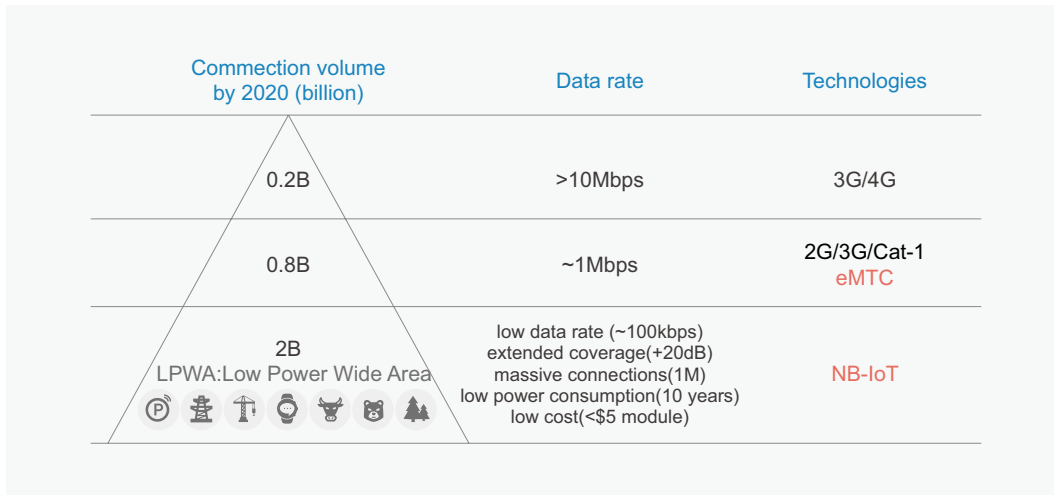 Commection volume
by 2020 (billion)
Data rate
Technologies
0.2B
>10Mbps
3G/4G
0.8B
~1Mbps
2G/3G/Cat-1
eMTC
2B
LPWA:Low Power Wide Area
low data rate (~100kbps)
extended coverage(+20dB)
massive connections(1M)
low power consumption(10 years)
low cost(<$5 module)
NB-IoT
P